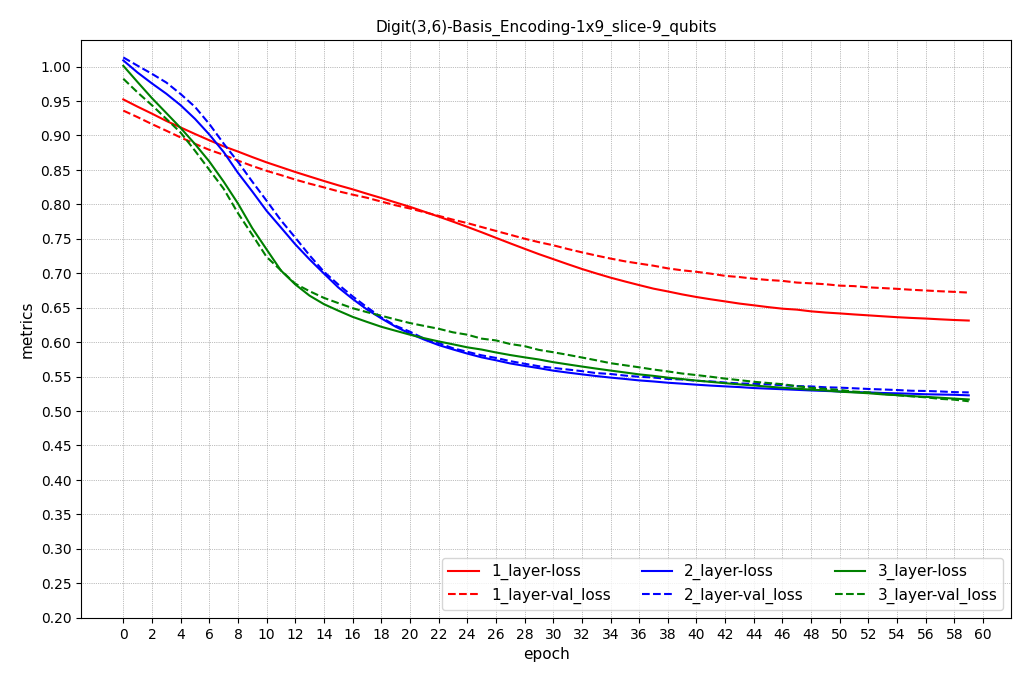 Digit(3,6)-Basis_Encoding-1x9_slice-9_qubits
metrics
1.00
0.95
0.90
0.85
0.80
0.75
0.70
0.65
0.60
0.55
0.50
0.45
0.40
0.35
0.30
0.25
0.20
1_layer-loss 2_layer-loss 3_layer-loss
1_layer-val_loss 2_layer-val_loss 3_layer-val_loss
0 2 4 6 8 10 12 14 16 18 20 22 24 26 28 30 32 34 36 38 40 42 44 46 48 50 52 54 56 58 60
epoch